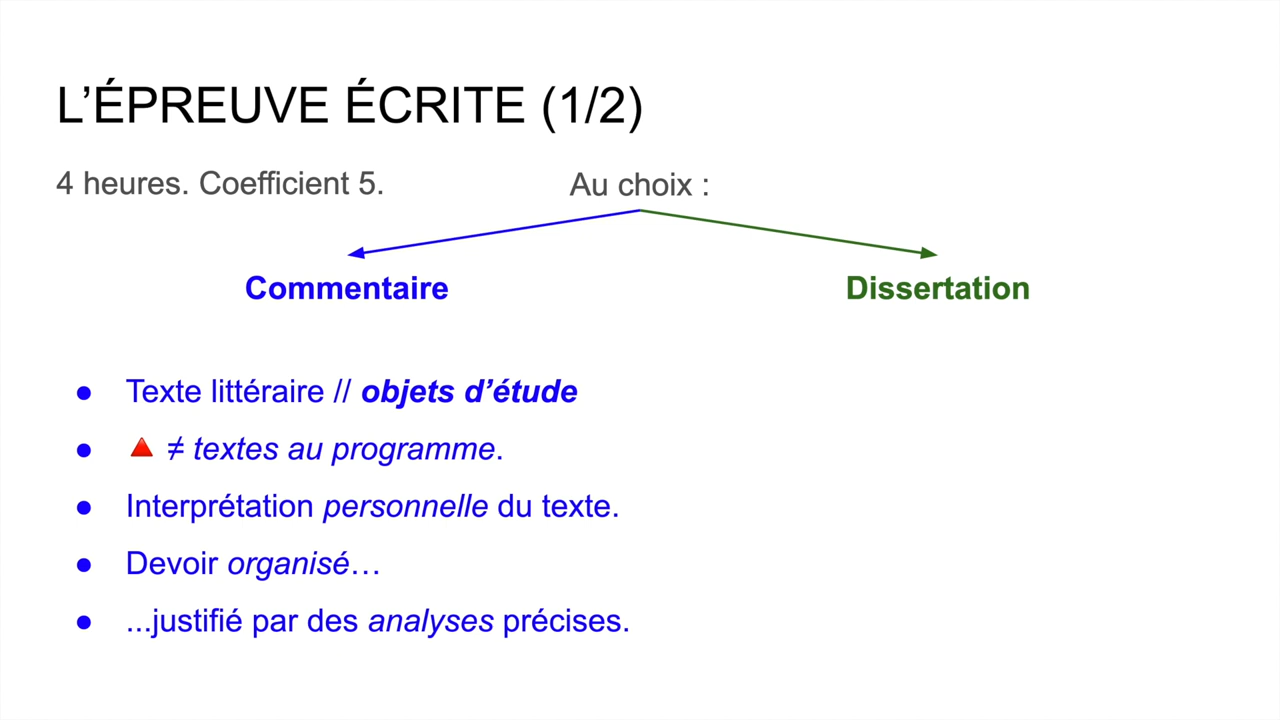 L’ÉPREUVE ÉCRITE (1/2)
4 heures. Coefficient 5.
Au choix :
Commentaire
Dissertation
● Texte littéraire // objets d’étude
● 🔺 ≠ textes au programme.
● Interprétation personnelle du texte.
● Devoir organisé…
● ...justifié par des analyses précises.